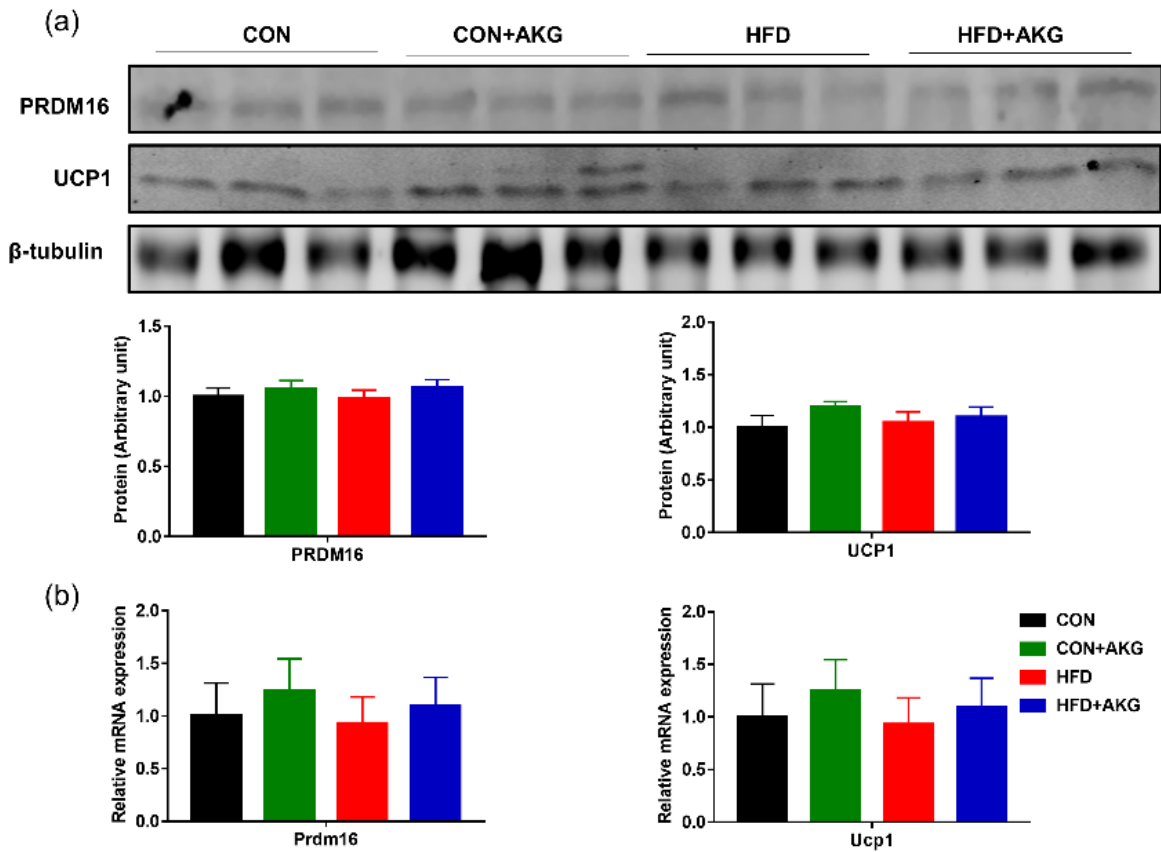 (a)
CON CON+AKG HFD HFD+AKG
PRDM16
UCP1
β-tubulin
Protein (Arbitrary unit)
1.5
1.0
0.5
0.0
PRDM16
Protein (Arbitrary unit)
2.0
1.5
1.0
0.5
0.0
UCP1
(b)
Relative mRNA expression
2.0
1.5
1.0
0.5
0.0
Prdm16
Relative mRNA expression
2.0
1.5
1.0
0.5
0.0
Ucp1
CON
CON+AKG
HFD
HFD+AKG